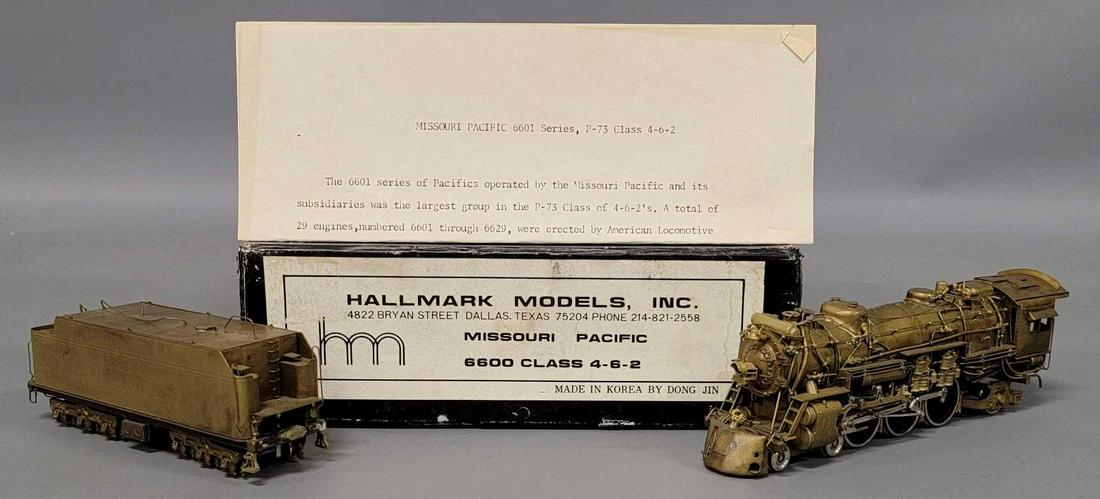 MISSOURI PACIFIC 6601 Series, P-73 Class 4-6-2
The 6601 series of Pacifics operated by the Missouri Pacific and its
subsidiaries was the largest group in the P-73 Class of 4-6-2's. A total of
29 engines,numbered 6601 through 6629, were erected by American Locomotive
HALLMARK MODELS, INC.
4822 BRYAN STREET DALLAS, TEXAS 75204 PHONE 214-821-2558
hm
MISSOURI PACIFIC
6600 CLASS 4-6-2
MADE IN KOREA BY DONG JIN